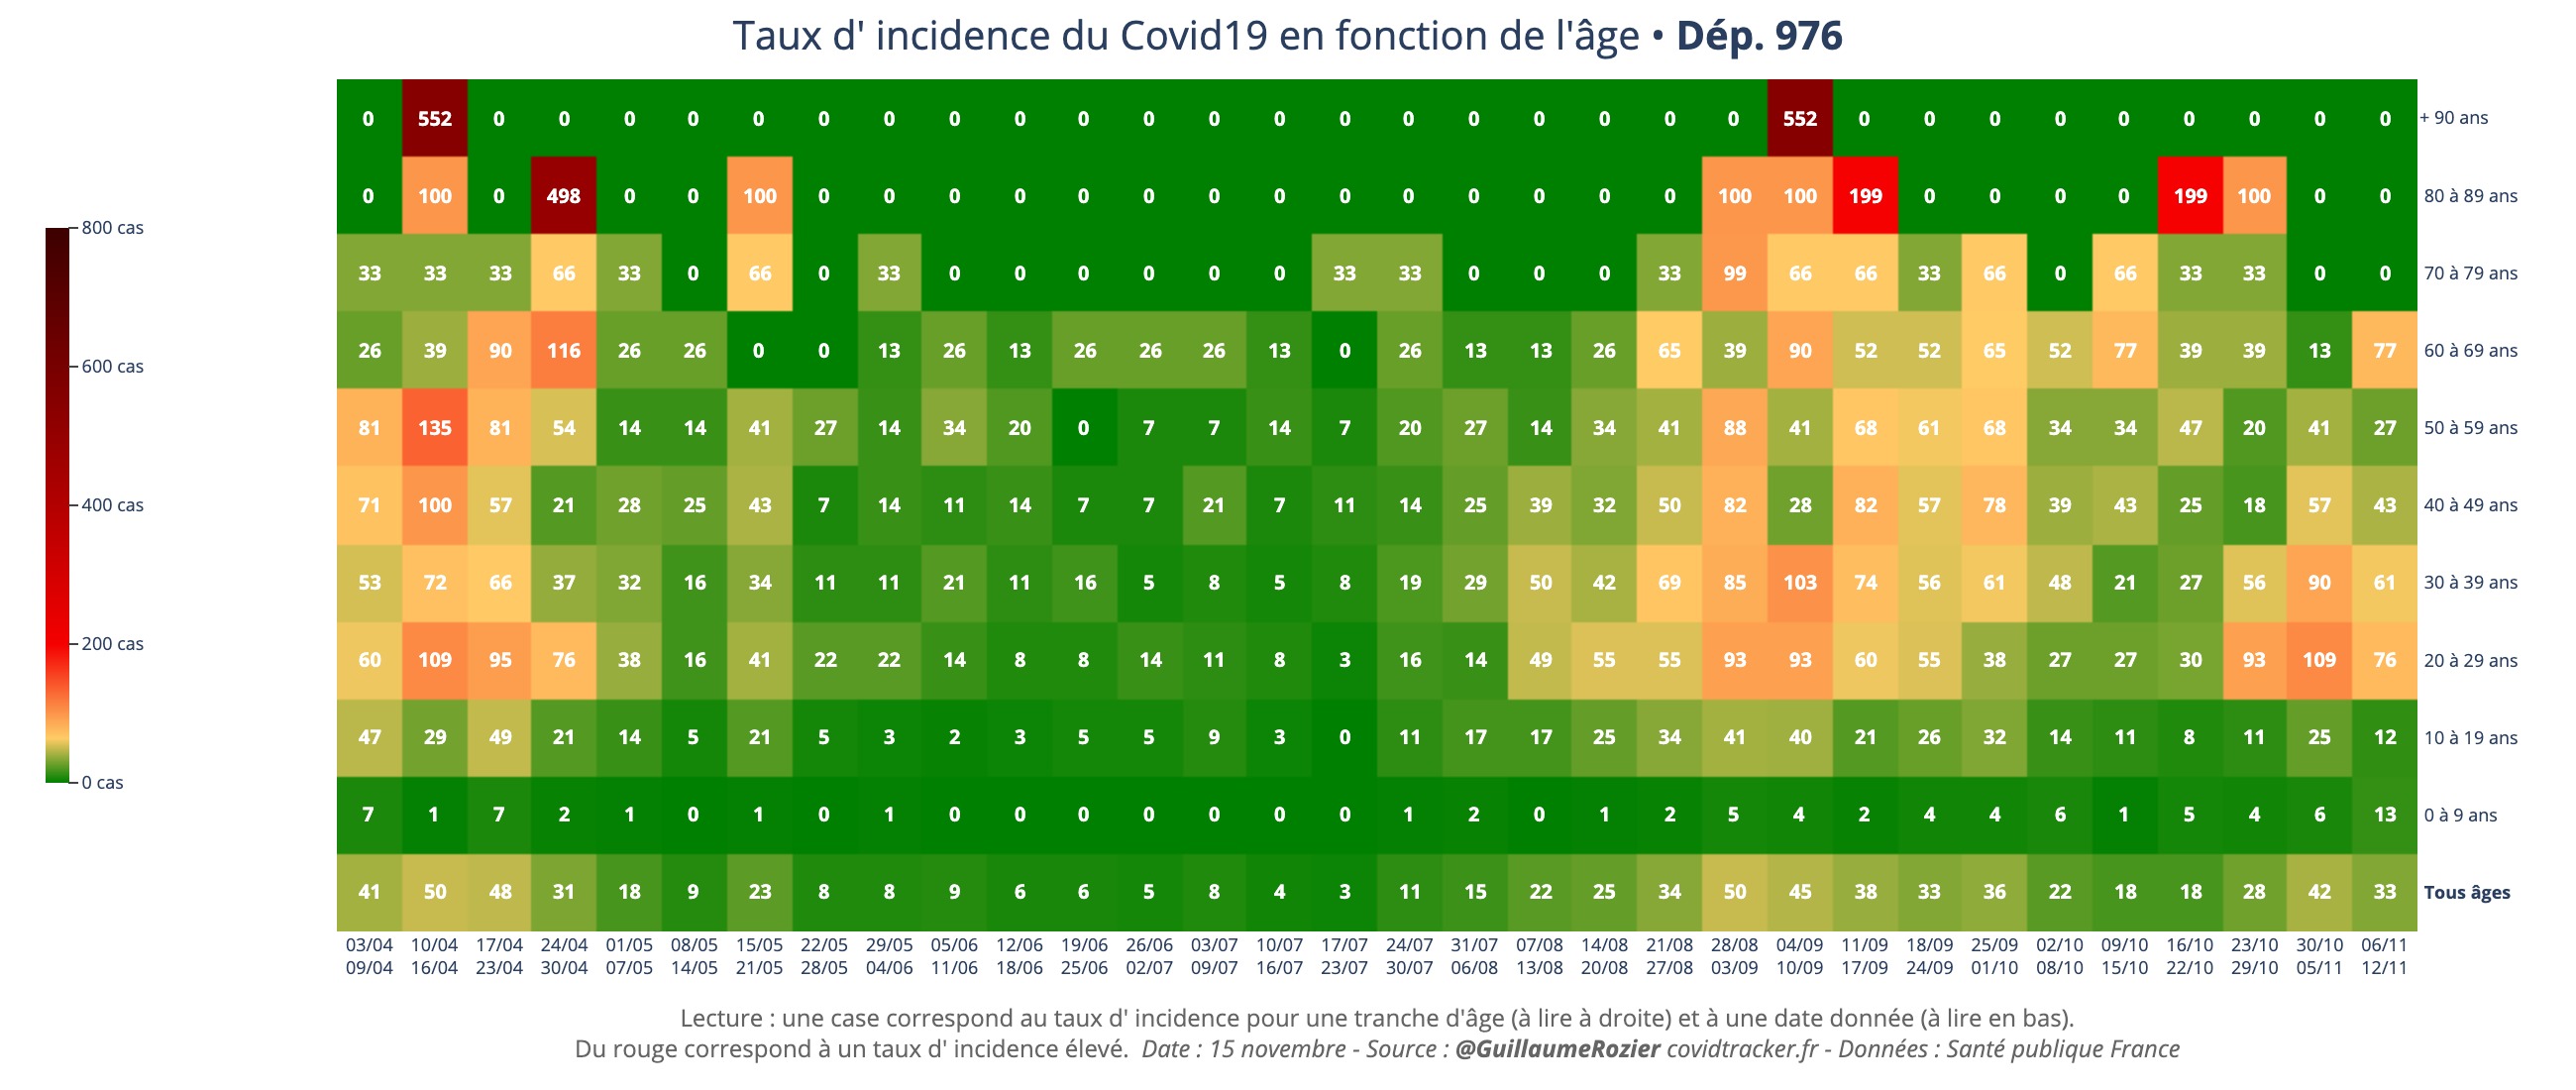 Taux d' incidence du Covid19 en fonction de l'âge • Dép. 976
0 552 0 0 0 0 0 0 0 0 0 0 0 0 0 0 0 0 0 0 0 0 552 0 0 0 0 0 0 0 0 0 + 90 ans
0 100 0 498 0 0 100 0 0 0 0 0 0 0 0 0 0 0 0 0 0 100 100 199 0 0 0 0 199 100 0 0 80 à 89 ans
800 cas
33 33 33 66 33 0 66 0 33 0 0 0 0 0 0 33 33 0 0 0 33 99 66 66 33 66 0 66 33 33 0 0 70 à 79 ans
26 39 90 116 26 26 0 0 13 26 13 26 26 26 13 0 26 13 13 26 65 39 90 52 52 65 52 77 39 39 13 77 60 à 69 ans
600 cas
81 135 81 54 14 14 41 27 14 34 20 0 7 7 14 7 20 27 14 34 41 88 41 68 61 68 34 34 47 20 41 27 50 à 59 ans
400 cas
71 100 57 21 28 25 43 7 14 11 14 7 7 21 7 11 14 25 39 32 50 82 28 82 57 78 39 43 25 18 57 43 40 à 49 ans
53 72 66 37 32 16 34 11 11 21 11 16 5 8 5 8 19 29 50 42 69 85 103 74 56 61 48 21 27 56 90 61 30 à 39 ans
200 cas
60 109 95 76 38 16 41 22 22 14 8 8 14 11 8 3 16 14 49 55 55 93 93 60 55 38 27 27 30 93 109 76 20 à 29 ans
47 29 49 21 14 5 21 5 3 2 3 5 5 9 3 0 11 17 17 25 34 41 40 21 26 32 14 11 8 11 25 12 10 à 19 ans
0 cas
7 1 7 2 1 0 1 0 1 0 0 0 0 0 0 0 1 2 0 1 2 5 4 2 4 4 6 1 5 4 6 13 0 à 9 ans
41 50 48 31 18 9 23 8 8 9 6 6 5 8 4 3 11 15 22 25 34 50 45 38 33 36 22 18 18 28 42 33 Tous âges
03/04 10/04 17/04 24/04 01/05 08/05 15/05 22/05 29/05 05/06 12/06 19/06 26/06 03/07 10/07 17/07 24/07 31/07 07/08 14/08 21/08 28/08 04/09 11/09 18/09 25/09 02/10 09/10 16/10 23/10 30/10 06/11
09/04 16/04 23/04 30/04 07/05 14/05 21/05 28/05 04/06 11/06 18/06 25/06 02/07 09/07 16/07 23/07 30/07 06/08 13/08 20/08 27/08 03/09 10/09 17/09 24/09 01/10 08/10 15/10 22/10 29/10 05/11 12/11
Lecture : une case correspond au taux d' incidence pour une tranche d'âge (à lire à droite) et à une date donnée (à lire en bas).
Du rouge correspond à un taux d' incidence élevé. Date : 15 novembre - Source : @GuillaumeRozier covidtracker.fr - Données : Santé publique France